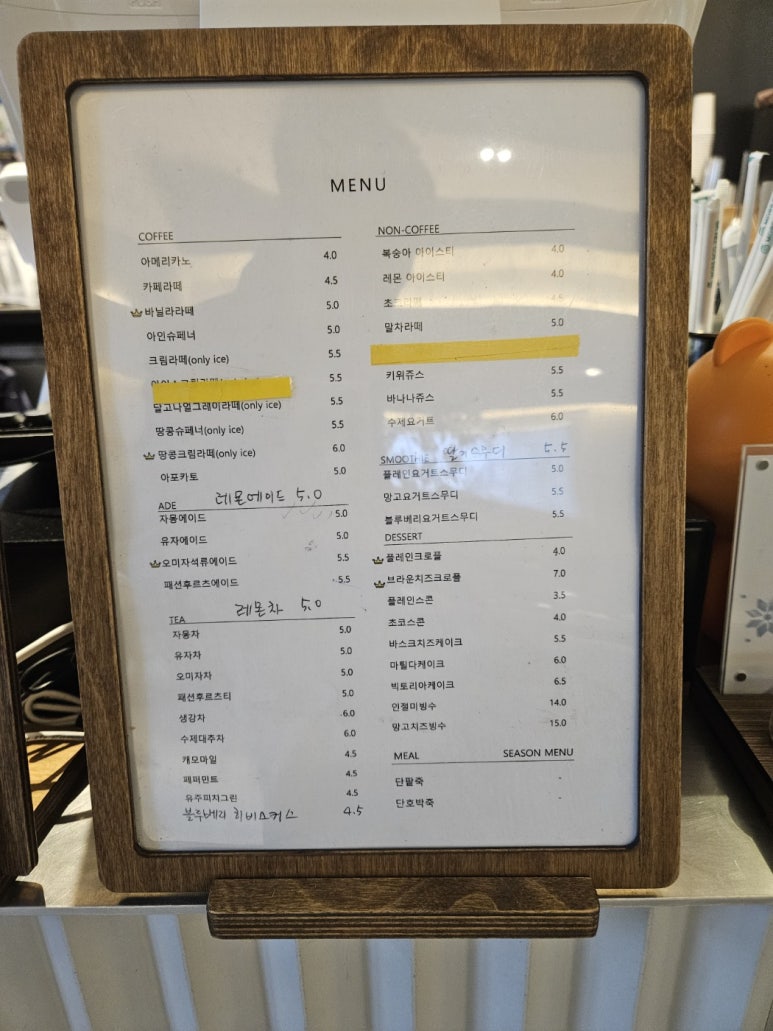 MENU
COFFEE
아메리카노 4.0
카페라떼 4.5
바닐라라떼 5.0
아인슈페너 5.0
크림라떼(only ice) 5.5
5.5
달고나얼그레이라떼(only ice) 5.5
땅콩슈페너(only ice) 5.5
땅콩크림라떼(only ice) 6.0
아포카토 5.0
레몬에이드 5.0
ADE
자몽에이드 5.0
유자에이드 5.0
오미자석류에이드 5.5
패션후르츠에이드 5.5
레몬차 5.0
TEA
자몽차 5.0
유자차 5.0
오미자차 5.0
패션후르츠티 5.0
생강차 6.0
수제대추차 6.0
캐모마일 4.5
페퍼민트 4.5
유주피치그린 4.5
블루베리 히비스커스 4.5
NON-COFFEE
복숭아 아이스티 4.0
레몬 아이스티 4.0
초코라떼 4.5
말차라떼 5.0
키위쥬스 5.5
바나나쥬스 5.5
수제요거트 6.0
딸기스무디 5.5
SMOOTHIE
플레인요거트스무디 5.0
망고요거트스무디 5.5
블루베리요거트스무디 5.5
DESSERT
플레인크로플 4.0
브라운치즈크로플 7.0
플레인스콘 3.5
초코스콘 4.0
바스크치즈케이크 5.5
마틸다케이크 6.0
빅토리아케이크 6.5
인절미빙수 14.0
망고치즈빙수 15.0
MEAL SEASON MENU
단팥죽 -
단호박죽 -